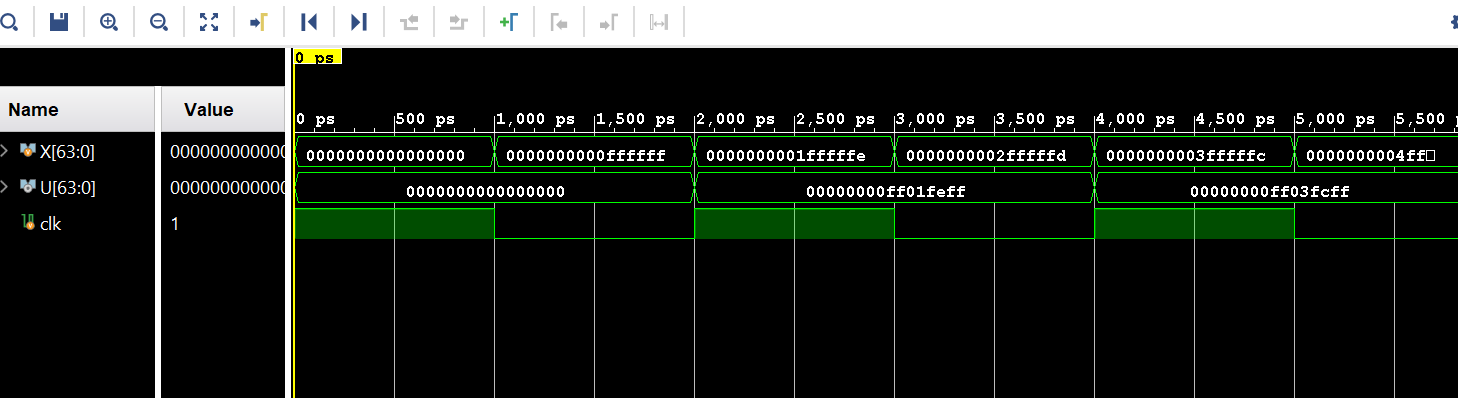 0 ps
Name Value
0 ps 500 ps 1,000 ps 1,500 ps 2,000 ps 2,500 ps 3,000 ps 3,500 ps 4,000 ps 4,500 ps 5,000 ps 5,500
X[63:0] 000000000000 0000000000000000 0000000000ffffff 0000000001fffffe 0000000002fffffd 0000000003fffffc 0000000004ff□
U[63:0] 000000000000 0000000000000000 00000000ff01feff 00000000ff03fcff
clk 1